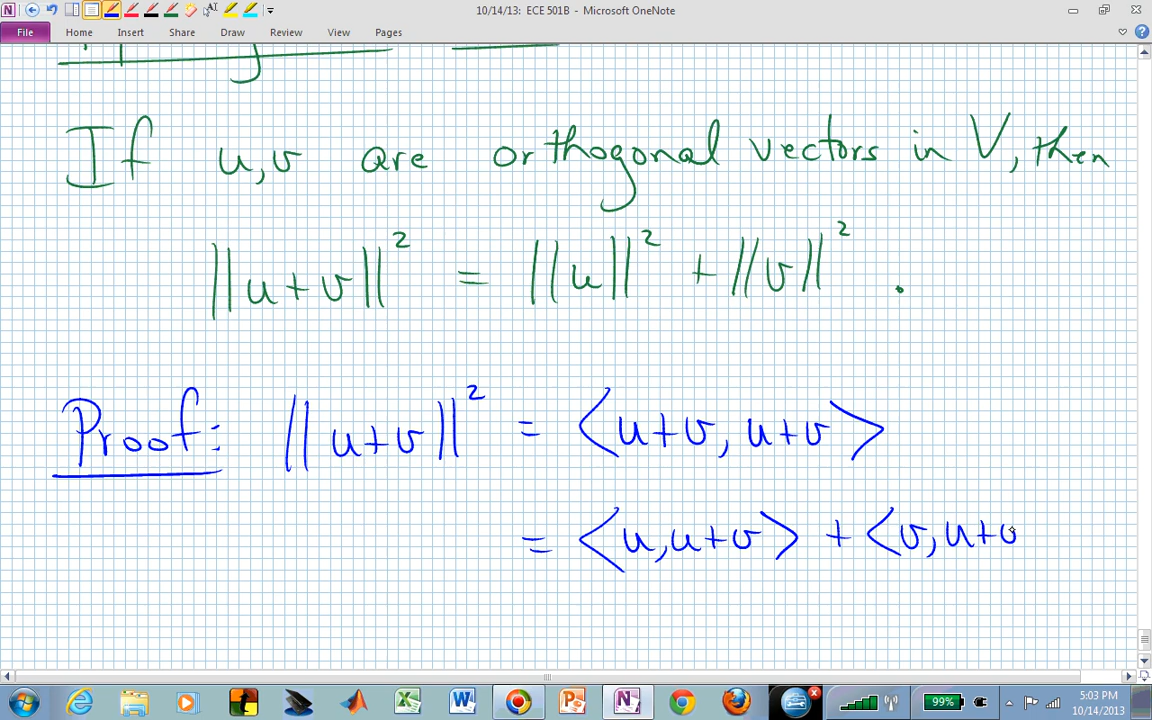 10/14/13: ECE 501B - Microsoft OneNote
File Home Insert Share Draw Review View Pages
If u,v are orthogonal vectors in V, then
||u+v||² = ||u||² + ||v||² .
Proof: ||u+v||² = <u+v, u+v>
= <u,u+v> + <v,u+v
99%
5:03 PM
10/14/2013